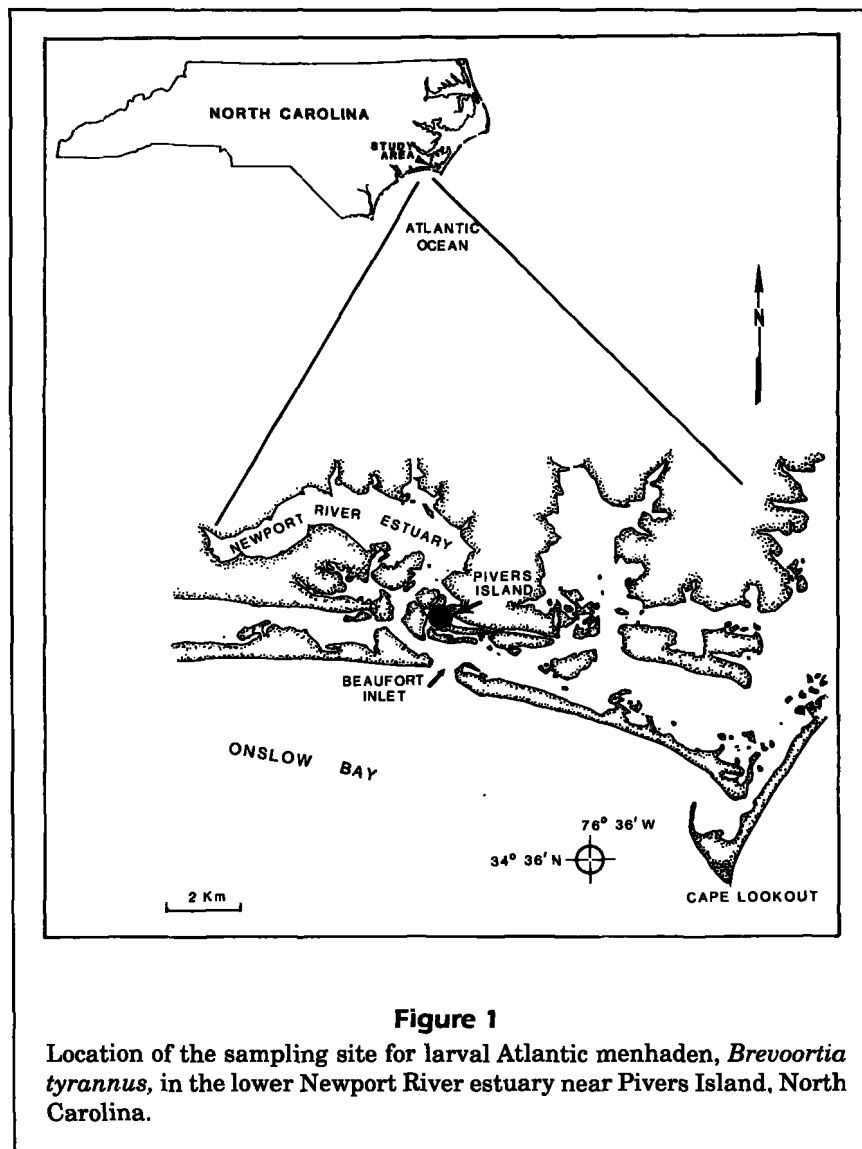 NORTH CAROLINA
STUDY
AREA
ATLANTIC
OCEAN
N
NEWPORT RIVER ESTUARY
PIVERS
ISLAND
BEAUFORT
INLET
ONSLOW BAY
76° 36' W
34° 36' N
2 Km
CAPE LOOKOUT
Figure 1
Location of the sampling site for larval Atlantic menhaden, Brevoortia
tyrannus, in the lower Newport River estuary near Pivers Island, North
Carolina.